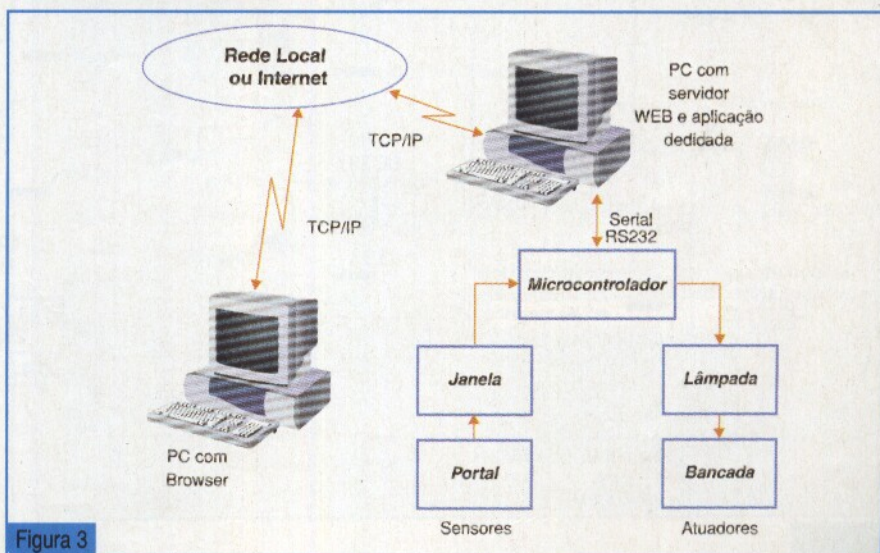 Rede Local
ou Internet
PC com
servidor
WEB e aplicação
dedicada
TCP/IP
TCP/IP
Serial
RS232
Microcontrolador
Janela
Lâmpada
Portal
Bancada
PC com
Browser
Sensores
Atuadores
Figura 3